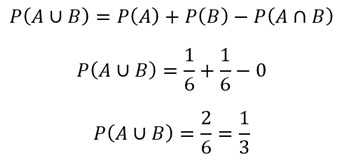 P(A ∪ B) = P(A) + P(B) − P(A ∩ B)
P(A ∪ B) = 1/6 + 1/6 − 0
P(A ∪ B) = 2/6 = 1/3